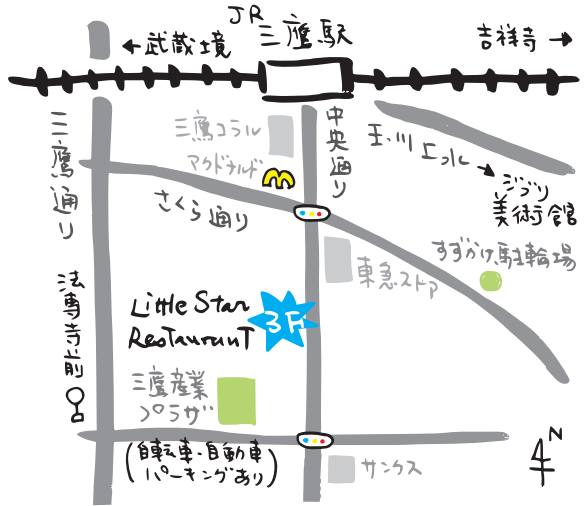 JR
三鷹駅
←武蔵境
吉祥寺→
三鷹通り
三鷹コラル
マクドナルド
中央通り
玉川上水
ジブリ
美術館
さくら通り
すずかけ駐輪場
東急ストア
法専寺前
Little Star
Restaurant
3F
三鷹産業
プラザ
(自転車・自動車
パーキングあり)
サンクス
N